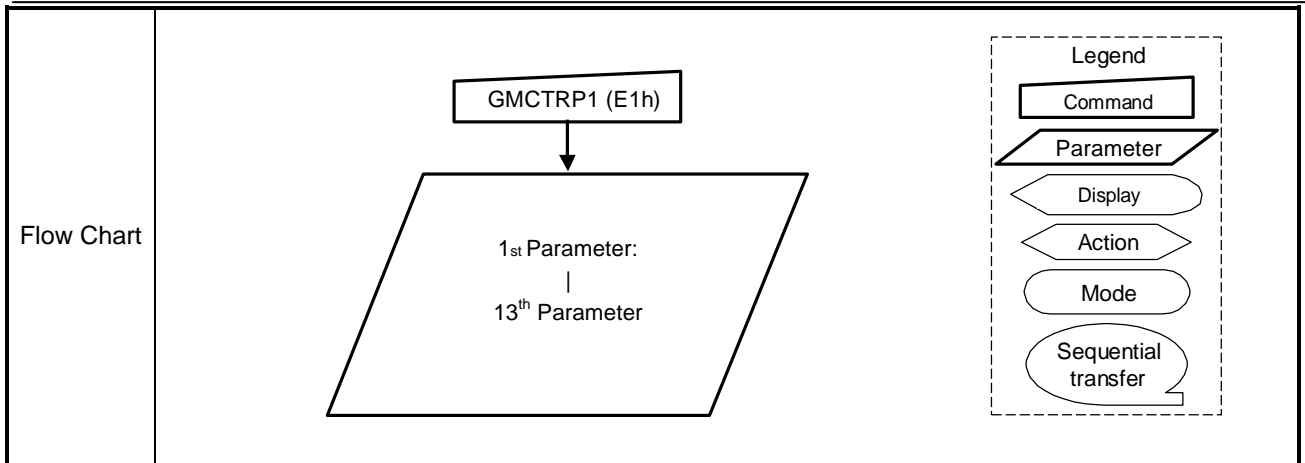 Flow Chart
GMCTRP1 (E1h)
1st Parameter:
|
13th Parameter
Legend
Command
Parameter
Display
Action
Mode
Sequential
transfer